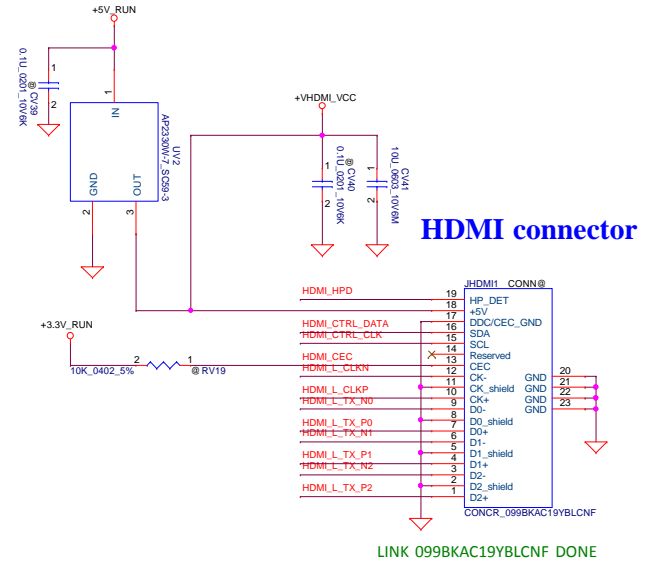 +5V_RUN
1
2
@ CV39
0.1U_0201_10V6K
1
IN
GND
OUT
2
3
UV2
AP2330W-7_SC59-3
+VHDMI_VCC
1
2
@ CV40
0.1U_0201_10V6K
1
2
CV41
10U_0603_10V6M
HDMI connector
JHDMI1 CONN@
HDMI_HPD 19 HP_DET
18 +5V
17 DDC/CEC_GND
HDMI_CTRL_DATA 16 SDA
HDMI_CTRL_CLK 15 SCL
14 Reserved
+3.3V_RUN
10K_0402_5% 2 1 @ RV19
HDMI_CEC 13 CEC
HDMI_L_CLKN 12 CK-
11 CK_shield
HDMI_L_CLKP 10 CK+
HDMI_L_TX_N0 9 D0-
8 D0_shield
HDMI_L_TX_P0 7 D0+
HDMI_L_TX_N1 6 D1-
5 D1_shield
HDMI_L_TX_P1 4 D1+
HDMI_L_TX_N2 3 D2-
2 D2_shield
HDMI_L_TX_P2 1 D2+
GND 20
GND 21
GND 22
GND 23
CONCR_099BKAC19YBLCNF
LINK 099BKAC19YBLCNF DONE